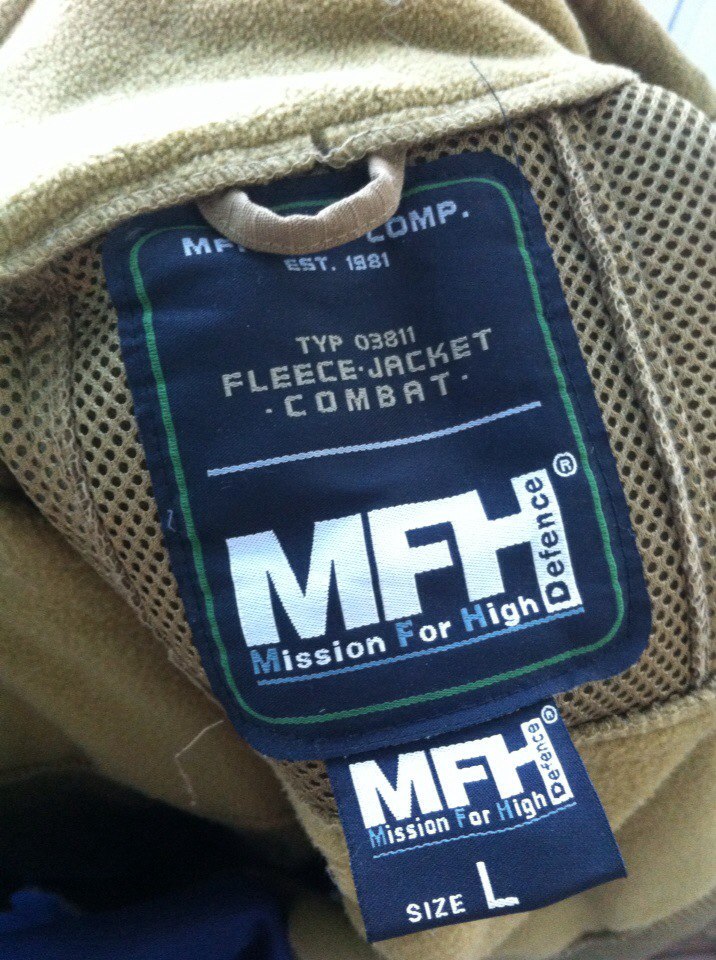 COMP.
EST. 1981
TYP 03811
FLEECE·JACKET
·COMBAT·
MFH Defence®
Mission For High
MFH Defence®
Mission For High
SIZE L